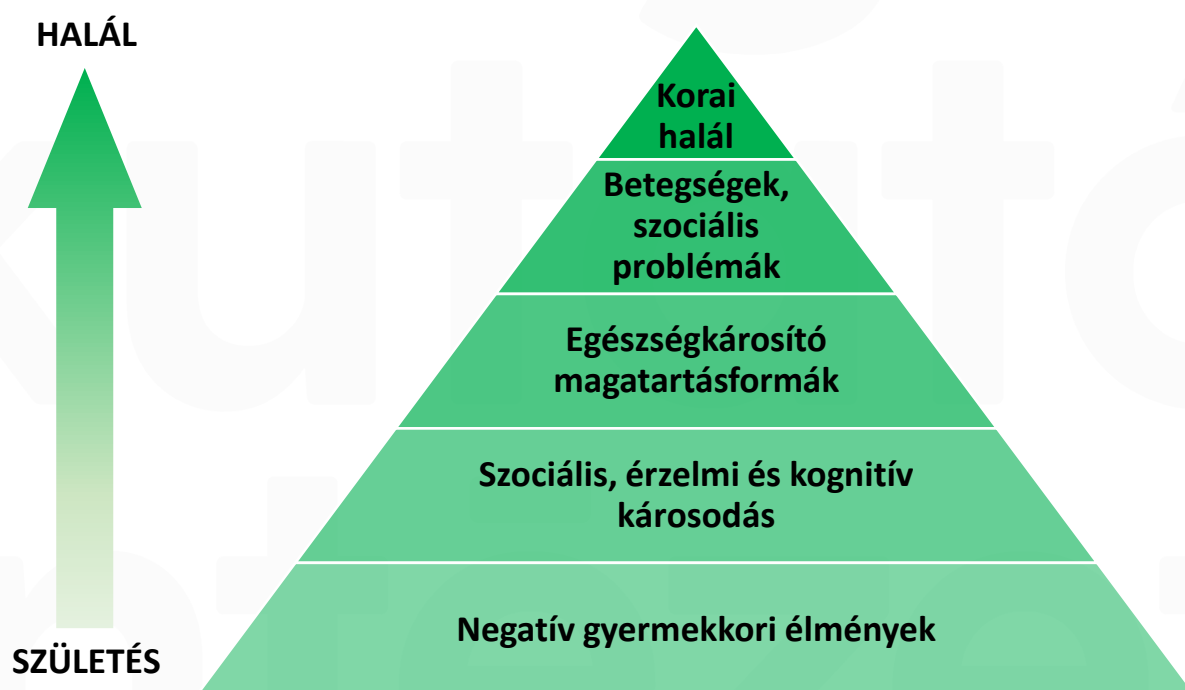 HALÁL
Korai
halál
Betegségek,
szociális
problémák
Egészségkárosító
magatartásformák
Szociális, érzelmi és kognitív
károsodás
Negatív gyermekkori élmények
SZÜLETÉS